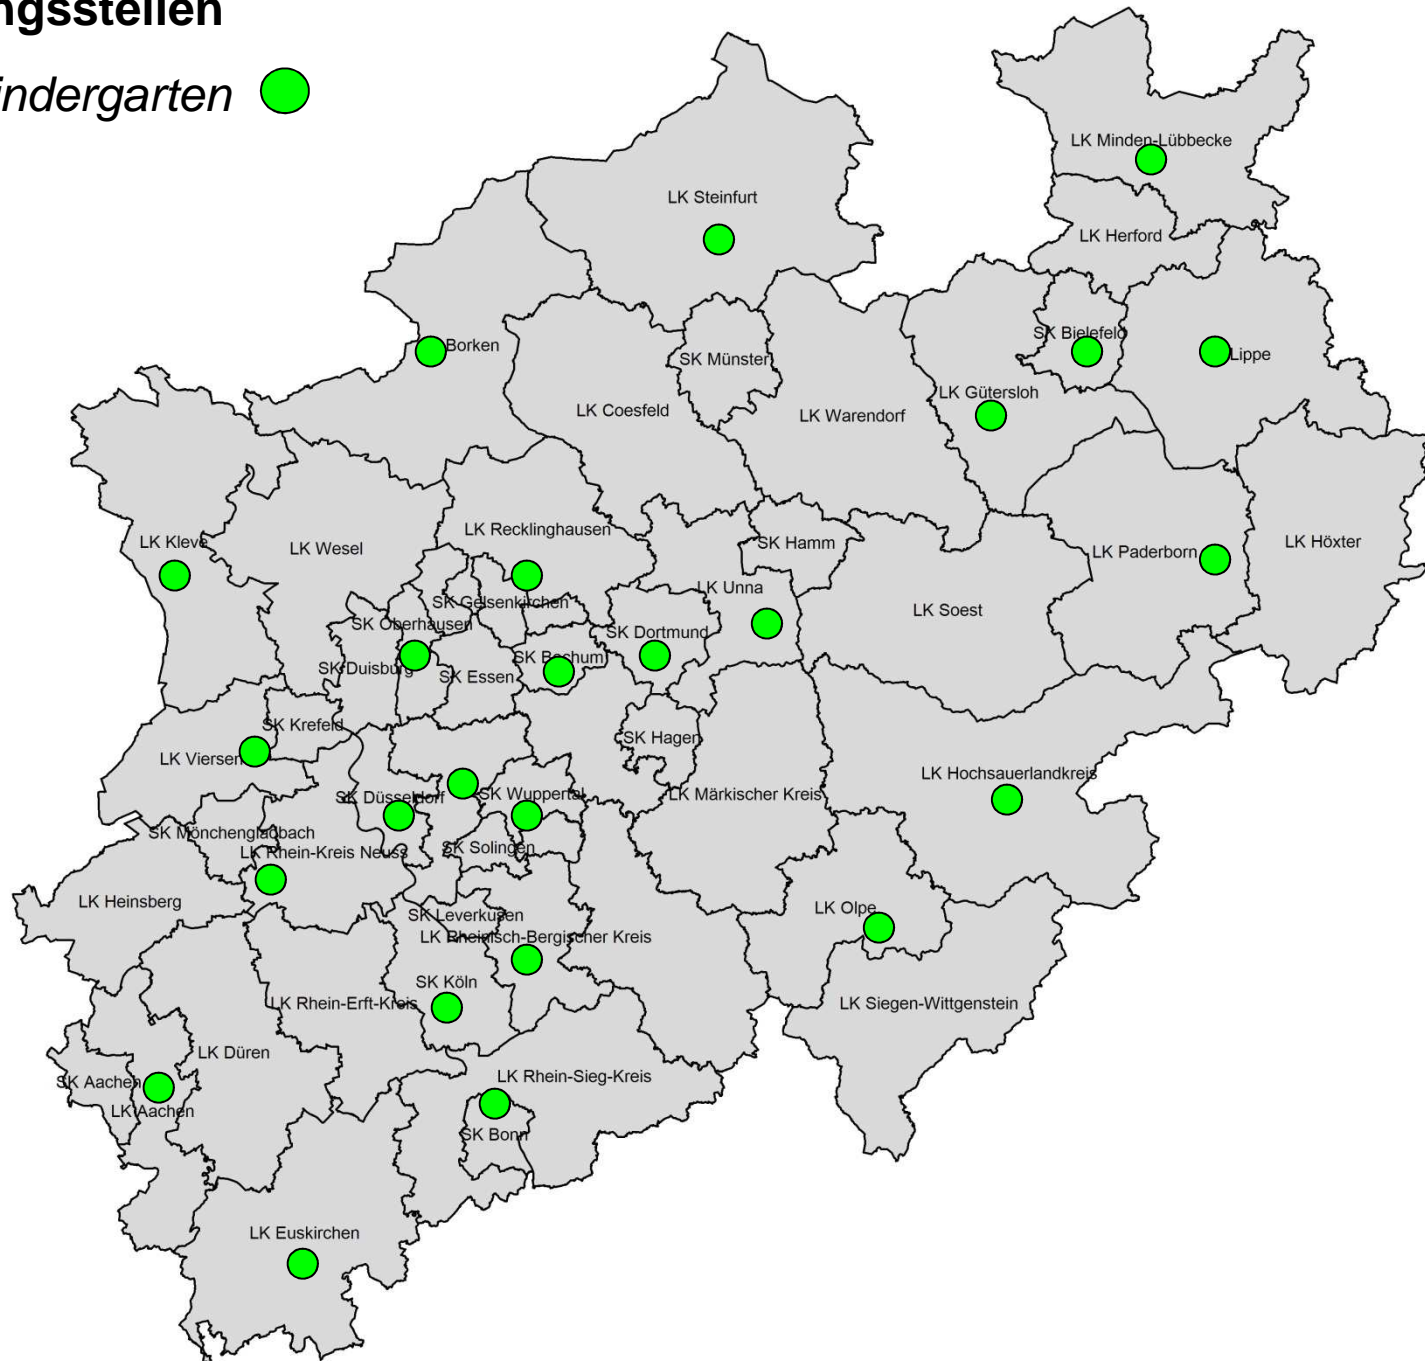 ngsstellen
indergarten
LK Minden-Lübbecke
LK Steinfurt
LK Herford
SK Bielefeld
Borken
Lippe
SK Münster
LK Gütersloh
LK Coesfeld
LK Warendorf
LK Recklinghausen
LK Kleve
LK Wesel
SK Hamm
LK Paderborn
LK Höxter
LK Unna
SK Gelsenkirchen
LK Soest
SK Oberhausen
SK Dortmund
SK Bochum
SK Duisburg
SK Essen
SK Krefeld
SK Hagen
LK Viersen
LK Hochsauerlandkreis
SK Düsseldorf
SK Wuppertal
LK Märkischer Kreis
SK Mönchengladbach
SK Solingen
LK Rhein-Kreis Neuss
LK Heinsberg
LK Olpe
SK Leverkusen
LK Rheinisch-Bergischer Kreis
SK Köln
LK Rhein-Erft-Kreis
LK Siegen-Wittgenstein
LK Düren
LK Rhein-Sieg-Kreis
SK Aachen
LK Aachen
SK Bonn
LK Euskirchen